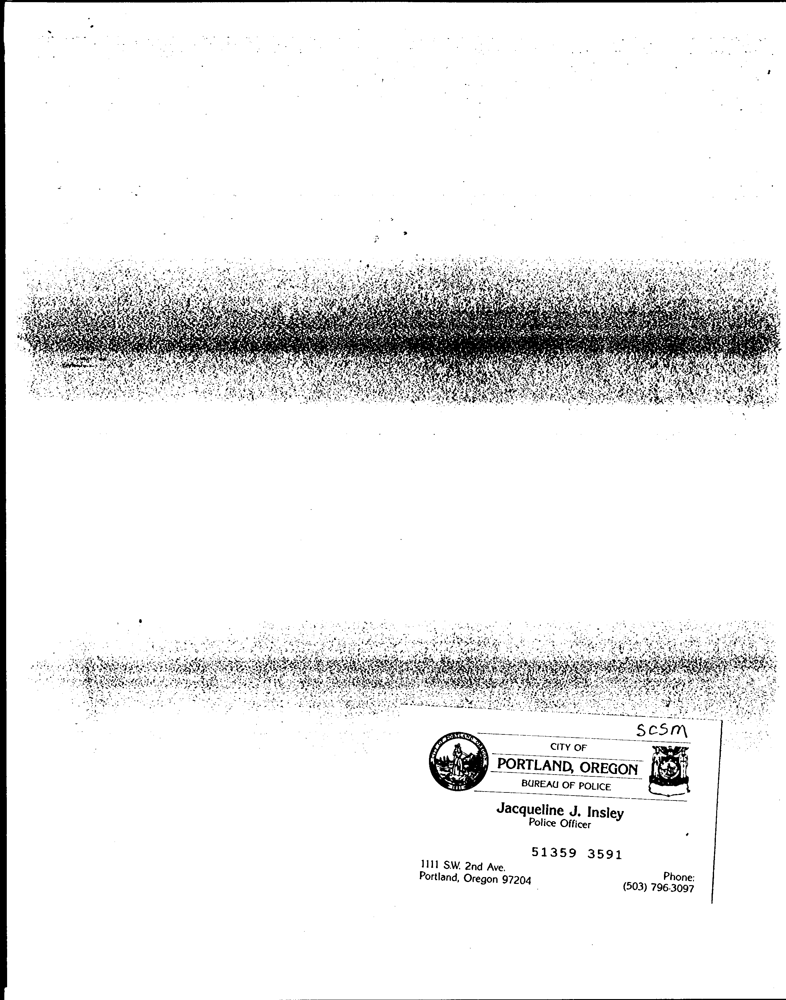 SCSM
CITY OF
PORTLAND, OREGON
BUREAU OF POLICE
Jacqueline J. Insley
Police Officer
51359 3591
1111 S.W. 2nd Ave.
Portland, Oregon 97204
Phone:
(503) 796-3097